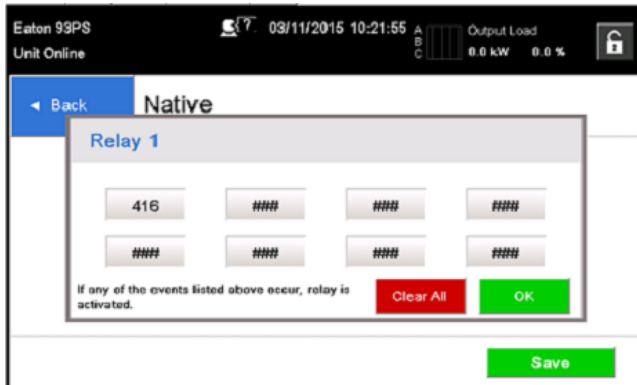 Eaton 93PS
Unit Online
? 03/11/2015 10:21:55
A
B
C
Output Load
0.0 kW 0.0 %
◄ Back
Native
Relay 1
416 ### ### ###
### ### ### ###
If any of the events listed above occur, relay is
activated.
Clear All
OK
Save